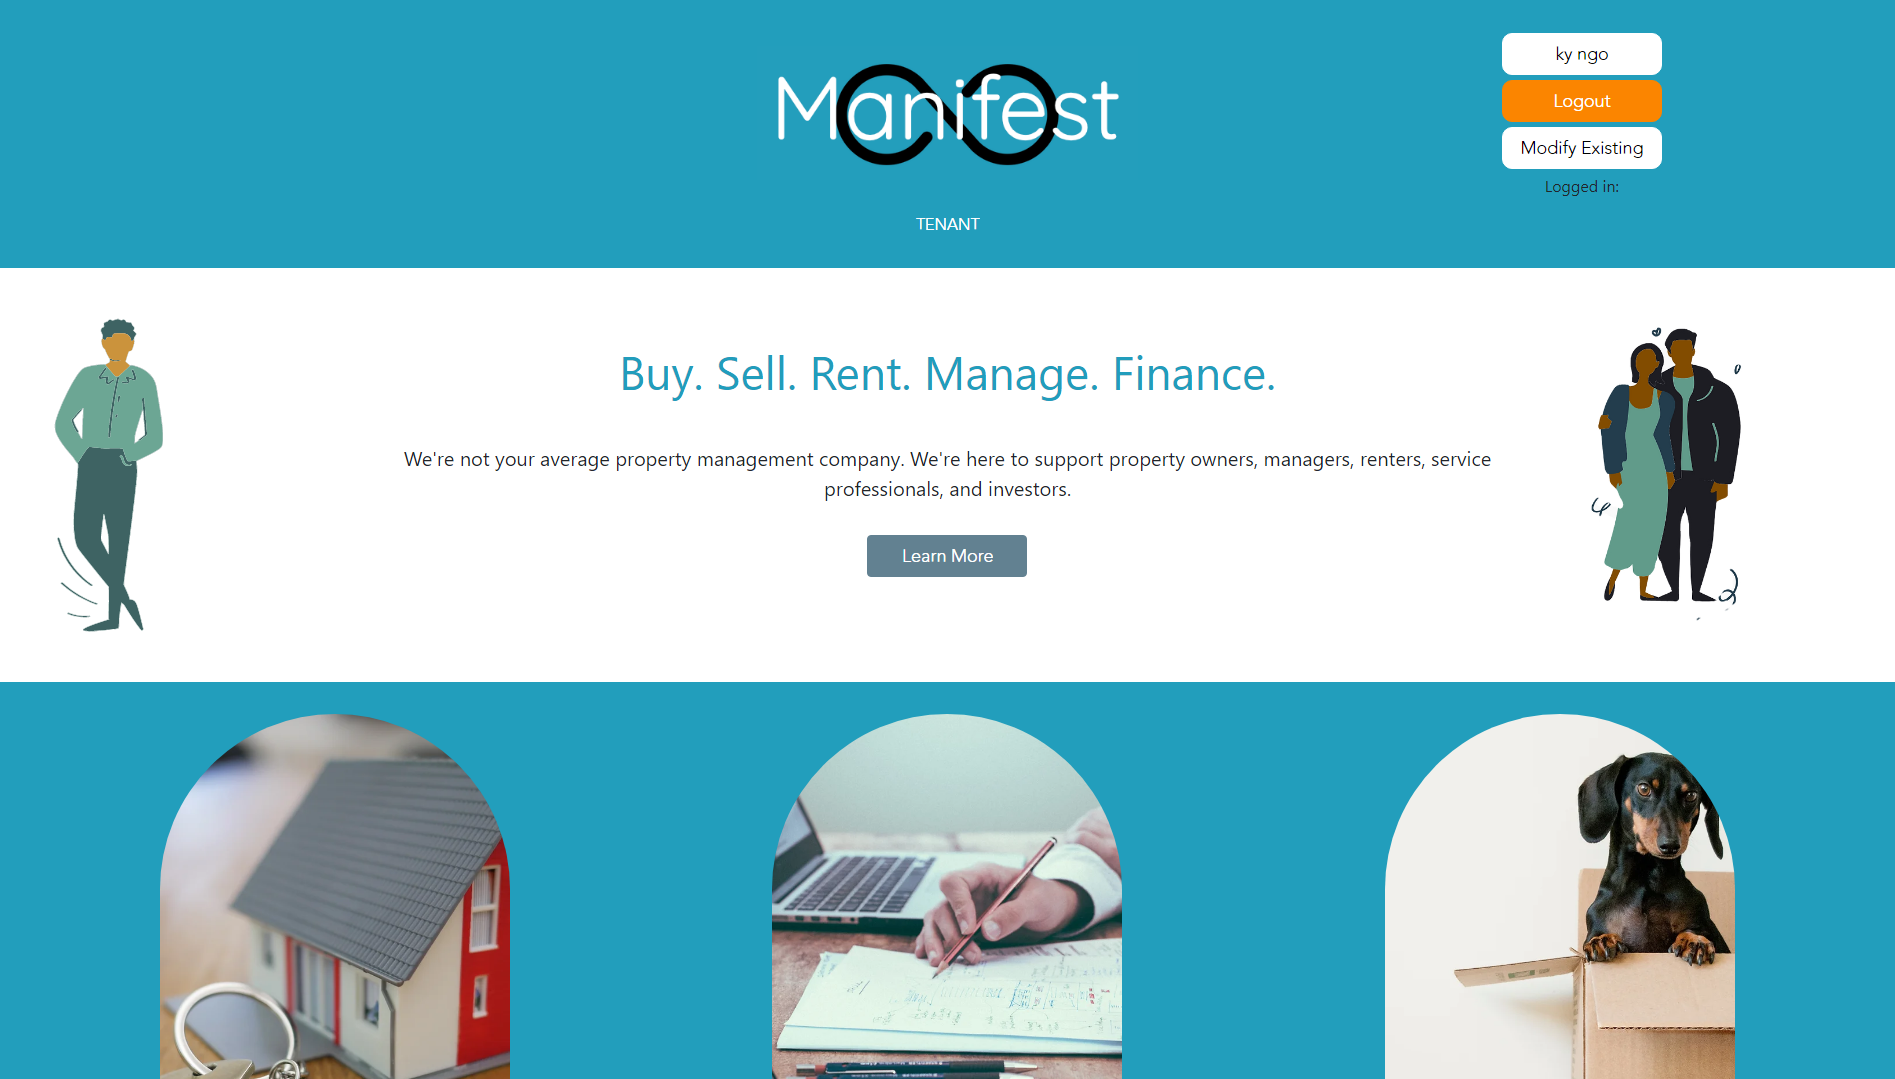 Manifest
ky ngo
Logout
Modify Existing
Logged in:
TENANT
Buy. Sell. Rent. Manage. Finance.
We're not your average property management company. We're here to support property owners, managers, renters, service
professionals, and investors.
Learn More